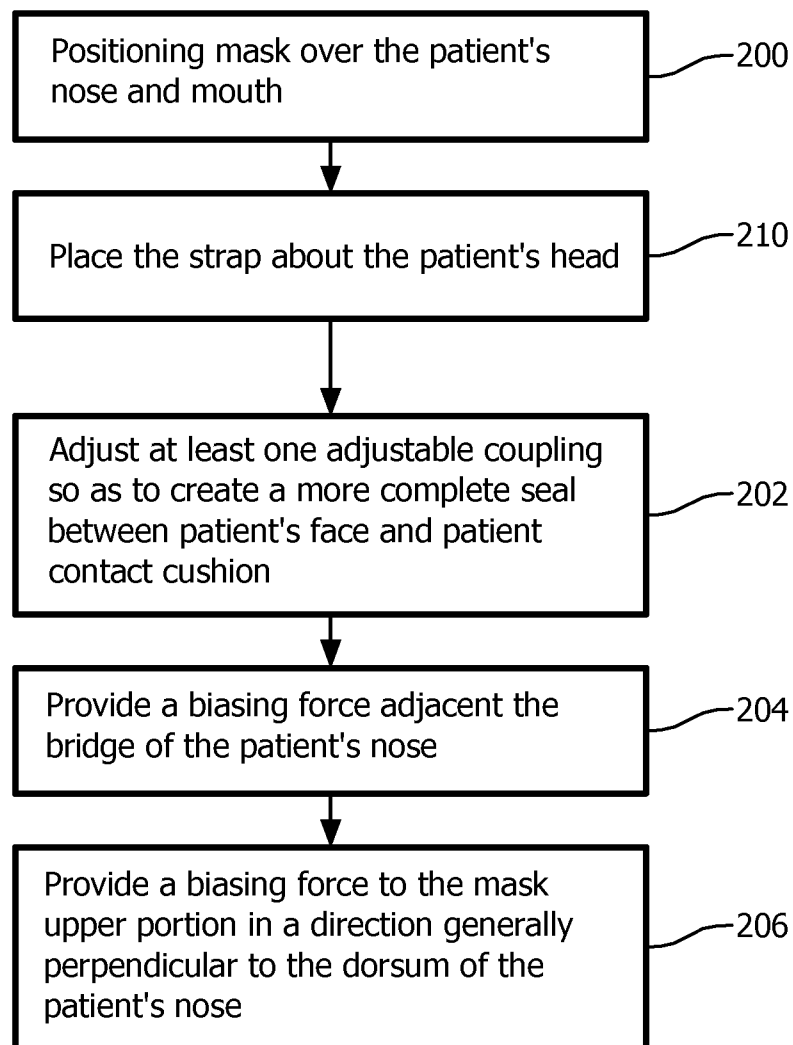 Positioning mask over the patient's
nose and mouth
200
Place the strap about the patient's head
210
Adjust at least one adjustable coupling
so as to create a more complete seal
between patient's face and patient
contact cushion
202
Provide a biasing force adjacent the
bridge of the patient's nose
204
Provide a biasing force to the mask
upper portion in a direction generally
perpendicular to the dorsum of the
patient's nose
206